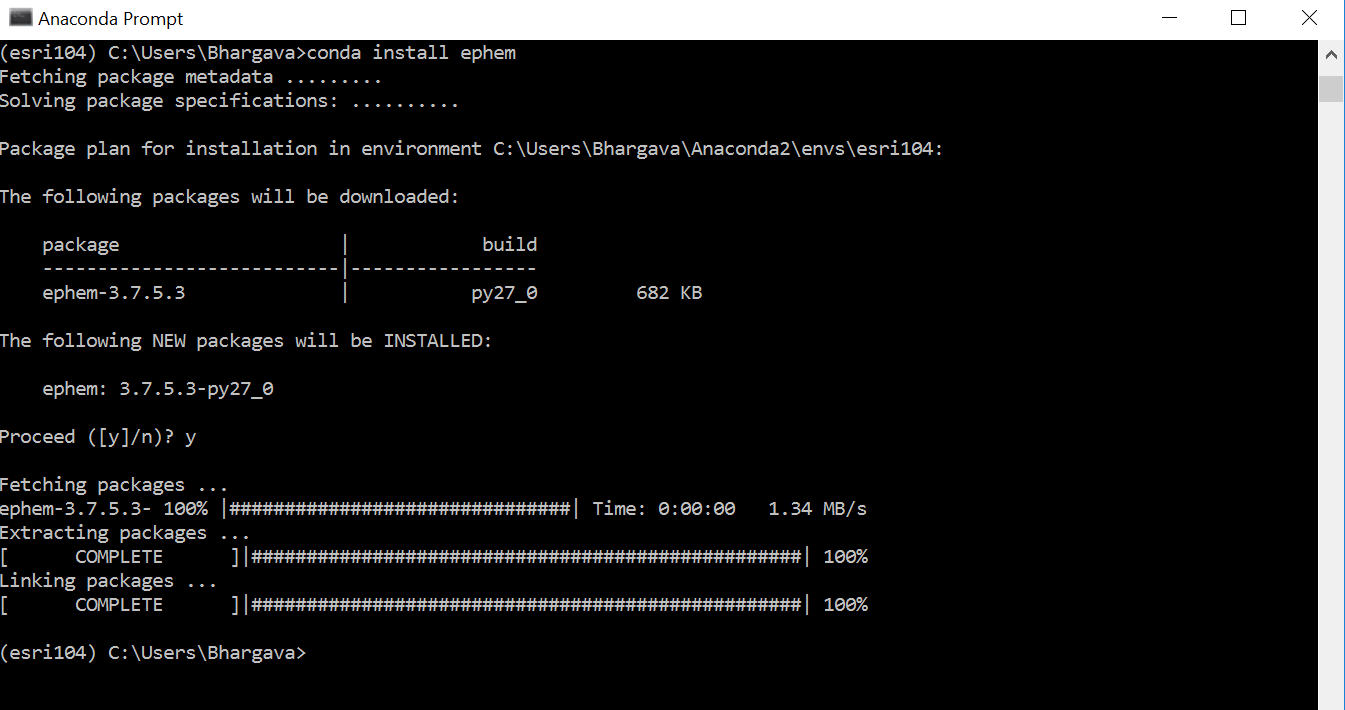 Anaconda Prompt
(esri104) C:\Users\Bhargava>conda install ephem
Fetching package metadata .........
Solving package specifications: ..........
Package plan for installation in environment C:\Users\Bhargava\Anaconda2\envs\esri104:
The following packages will be downloaded:
    package                    |            build
    ---------------------------|-----------------
    ephem-3.7.5.3              |           py27_0         682 KB
The following NEW packages will be INSTALLED:
    ephem: 3.7.5.3-py27_0
Proceed ([y]/n)? y
Fetching packages ...
ephem-3.7.5.3- 100% |###############################| Time: 0:00:00   1.34 MB/s
Extracting packages ...
[      COMPLETE      ]|##################################################| 100%
Linking packages ...
[      COMPLETE      ]|##################################################| 100%
(esri104) C:\Users\Bhargava>